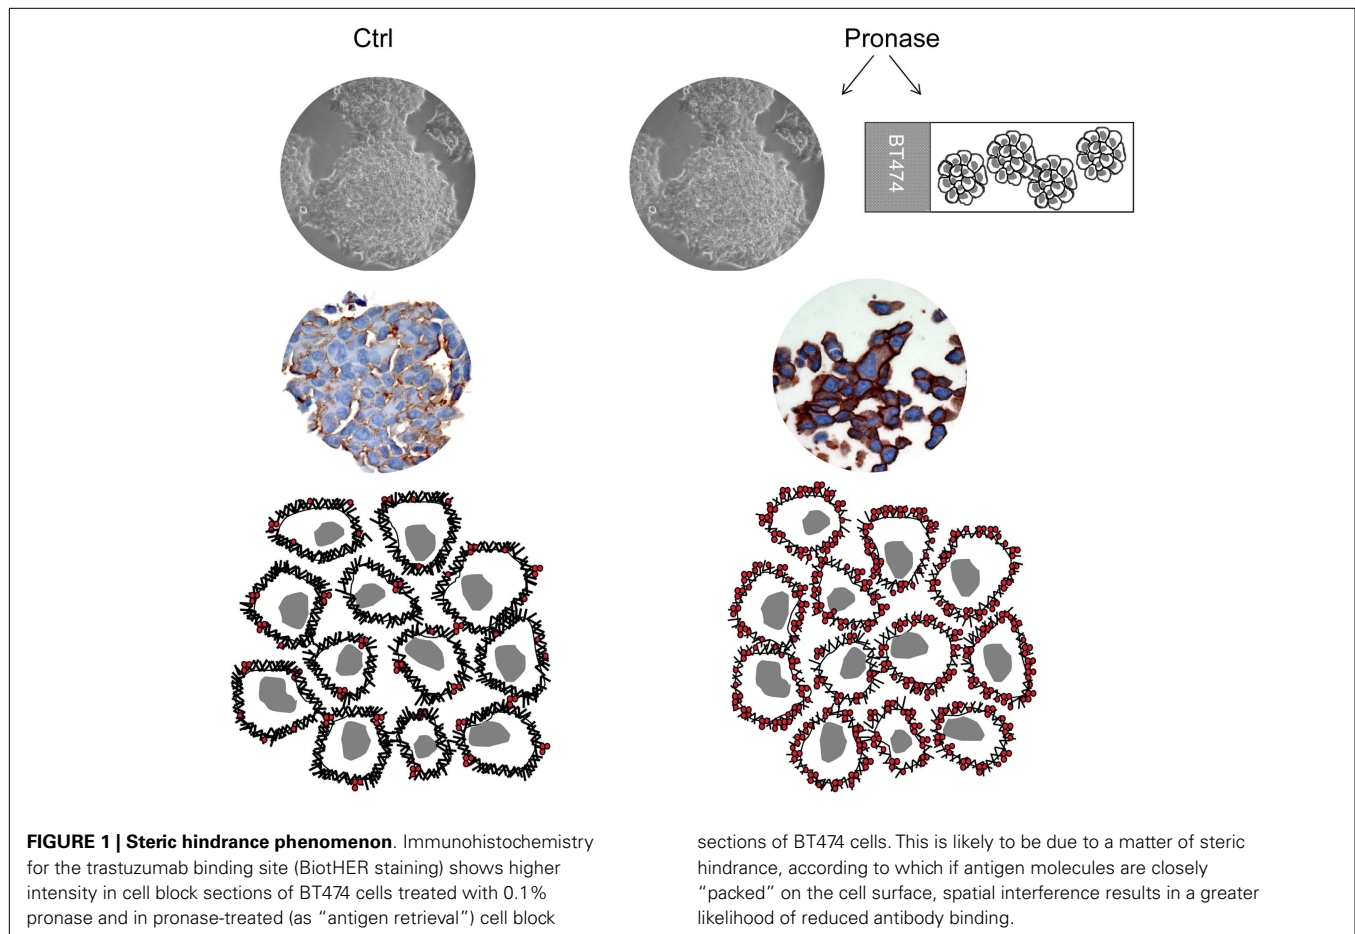 Ctrl
Pronase
BT474
FIGURE 1 | Steric hindrance phenomenon. Immunohistochemistry
for the trastuzumab binding site (BiotHER staining) shows higher
intensity in cell block sections of BT474 cells treated with 0.1%
pronase and in pronase-treated (as “antigen retrieval”) cell block
sections of BT474 cells. This is likely to be due to a matter of steric
hindrance, according to which if antigen molecules are closely
“packed” on the cell surface, spatial interference results in a greater
likelihood of reduced antibody binding.